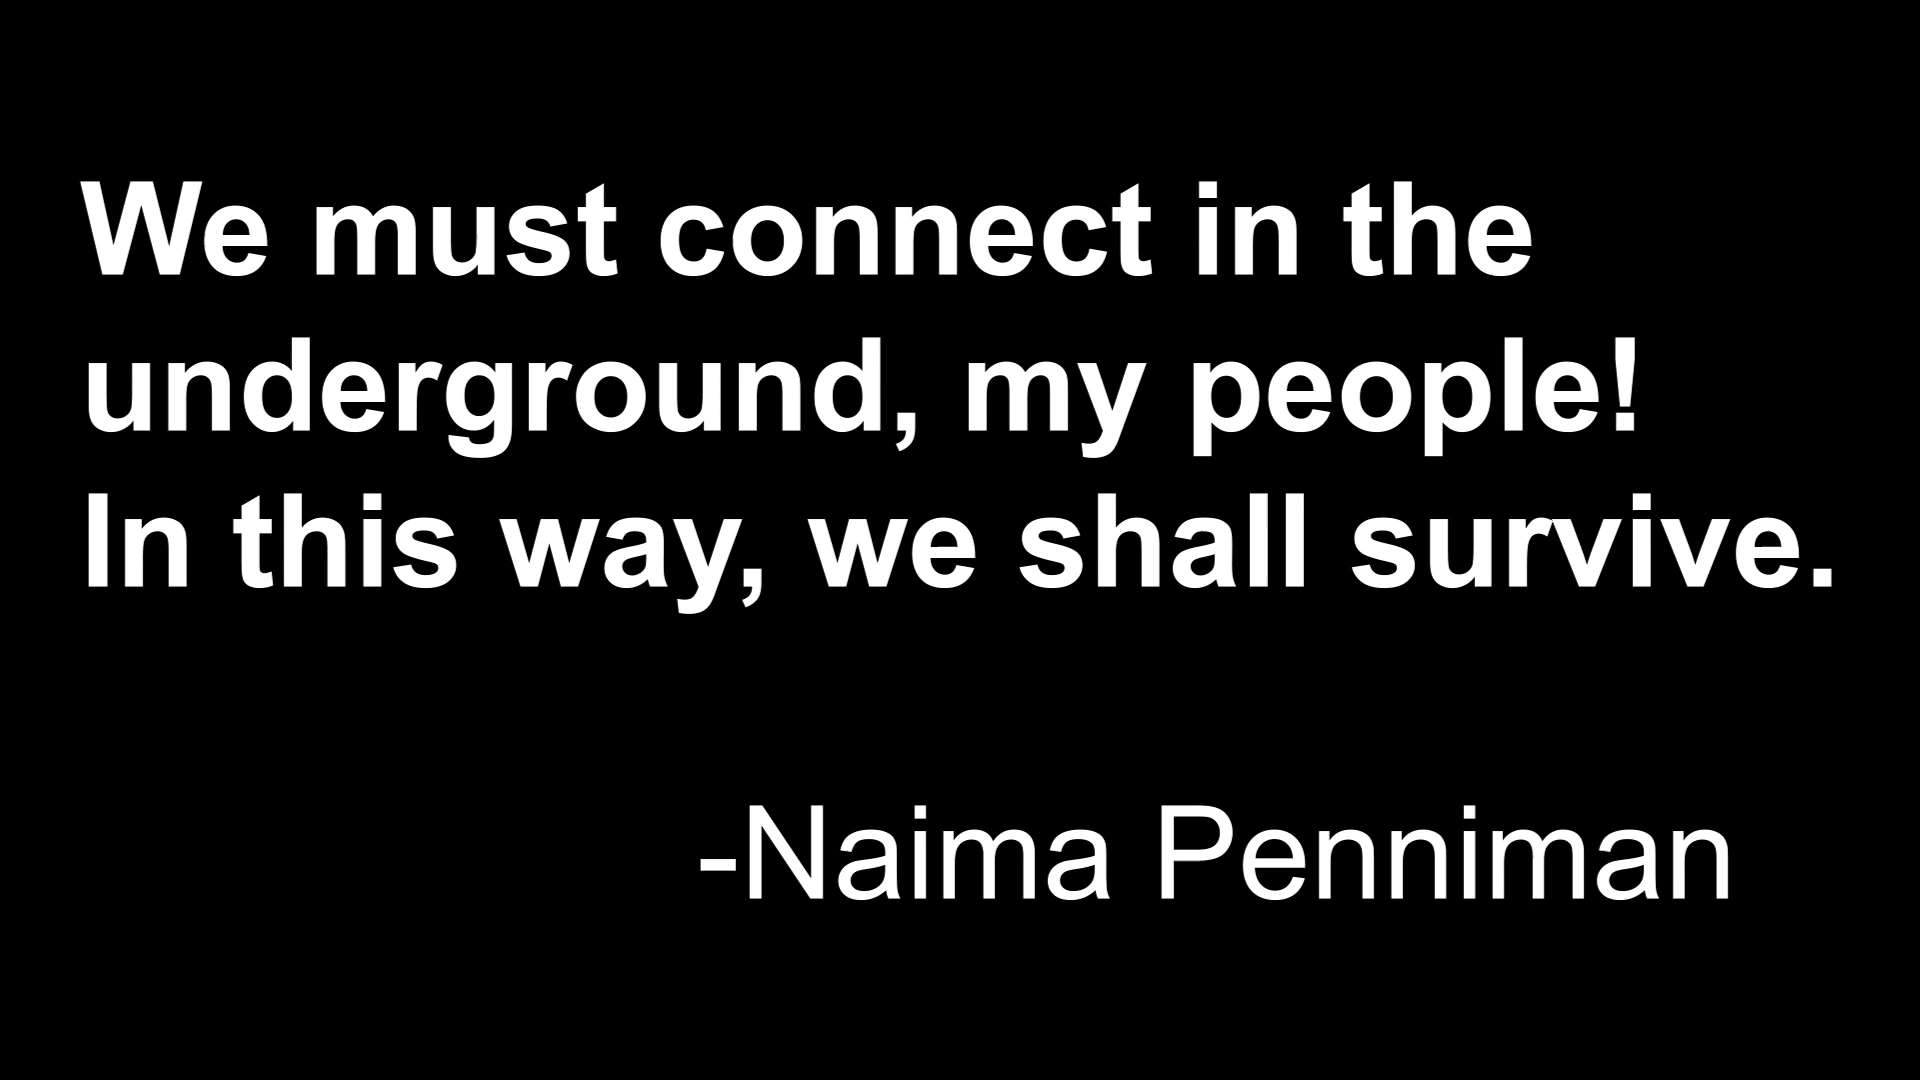 We must connect in the
underground, my people!
In this way, we shall survive.
-Naima Penniman